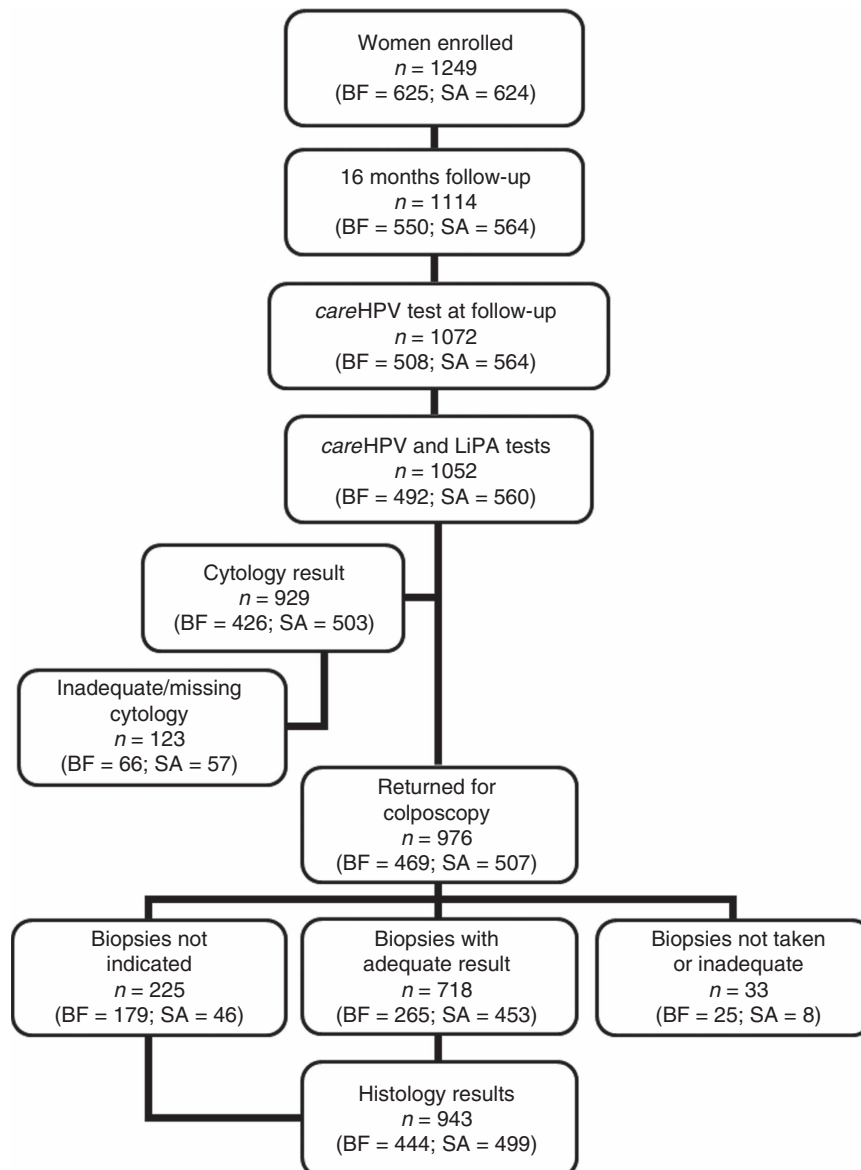 Women enrolled
n = 1249
(BF = 625; SA = 624)
16 months follow-up
n = 1114
(BF = 550; SA = 564)
careHPV test at follow-up
n = 1072
(BF = 508; SA = 564)
careHPV and LiPA tests
n = 1052
(BF = 492; SA = 560)
Cytology result
n = 929
(BF = 426; SA = 503)
Inadequate/missing
cytology
n = 123
(BF = 66; SA = 57)
Returned for
colposcopy
n = 976
(BF = 469; SA = 507)
Biopsies not
indicated
n = 225
(BF = 179; SA = 46)
Biopsies with
adequate result
n = 718
(BF = 265; SA = 453)
Biopsies not taken
or inadequate
n = 33
(BF = 25; SA = 8)
Histology results
n = 943
(BF = 444; SA = 499)